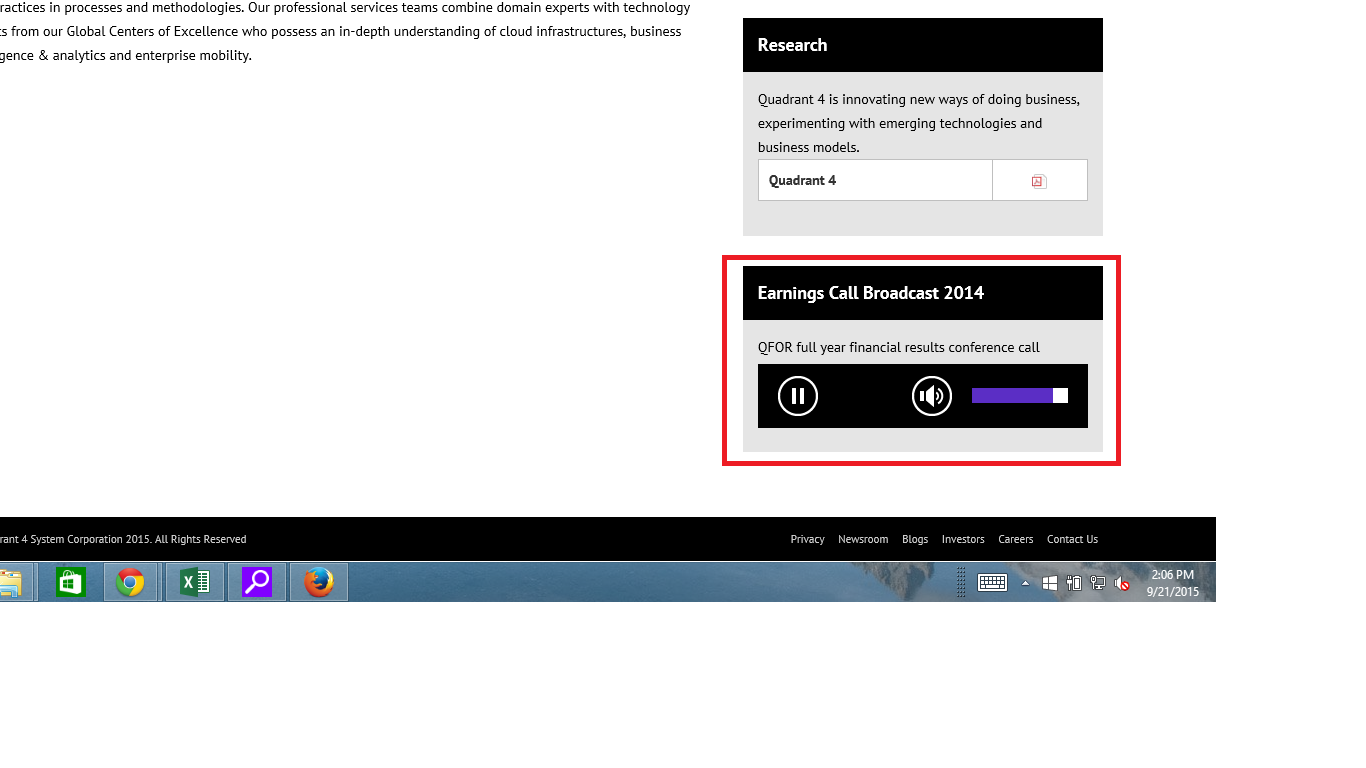 practices in processes and methodologies. Our professional services teams combine domain experts with technology
from our Global Centers of Excellence who possess an in-depth understanding of cloud infrastructures, business
& analytics and enterprise mobility.
Research
Quadrant 4 is innovating new ways of doing business,
experimenting with emerging technologies and
business models.
Quadrant 4
Earnings Call Broadcast 2014
QFOR full year financial results conference call
rant 4 System Corporation 2015. All Rights Reserved
Privacy Newsroom Blogs Investors Careers Contact Us
2:06 PM
9/21/2015